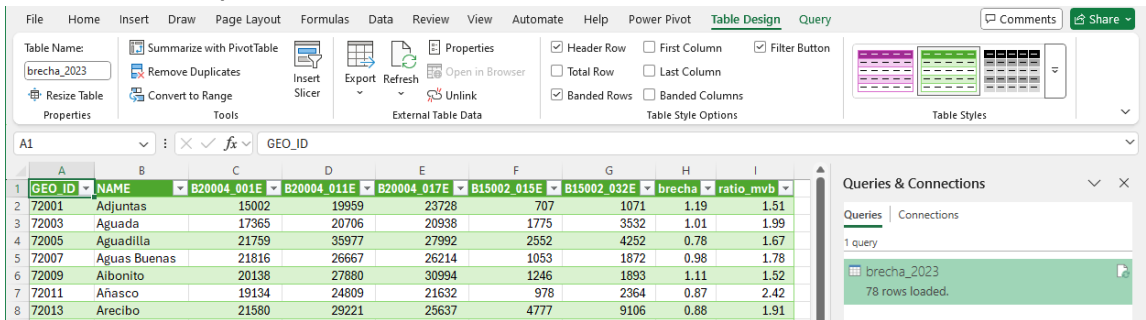 File Home Insert Draw Page Layout Formulas Data Review View Automate Help Power Pivot Table Design Query Comments Share
Table Name:
brecha_2023
Resize Table
Properties
Summarize with PivotTable
Remove Duplicates
Convert to Range
Tools
Insert
Slicer
Export
Refresh
Properties
Open in Browser
Unlink
External Table Data
Header Row First Column Filter Button
Total Row Last Column
Banded Rows Banded Columns
Table Style Options
Table Styles
A1 fx GEO_ID
A B C D E F G H I
1 GEO_ID NAME B20004_001E B20004_011E B20004_017E B15002_015E B15002_032E brecha ratio_mvb
2 72001 Adjuntas 15002 19959 23728 707 1071 1.19 1.51
3 72003 Aguada 17365 20706 20938 1775 3532 1.01 1.99
4 72005 Aguadilla 21759 35977 27992 2552 4252 0.78 1.67
5 72007 Aguas Buenas 21816 26667 26214 1053 1872 0.98 1.78
6 72009 Aibonito 20138 27880 30994 1246 1893 1.11 1.52
7 72011 Añasco 19134 24809 21632 978 2364 0.87 2.42
8 72013 Arecibo 21580 29221 25637 4777 9106 0.88 1.91
Queries & Connections
Queries Connections
1 query
brecha_2023
78 rows loaded.